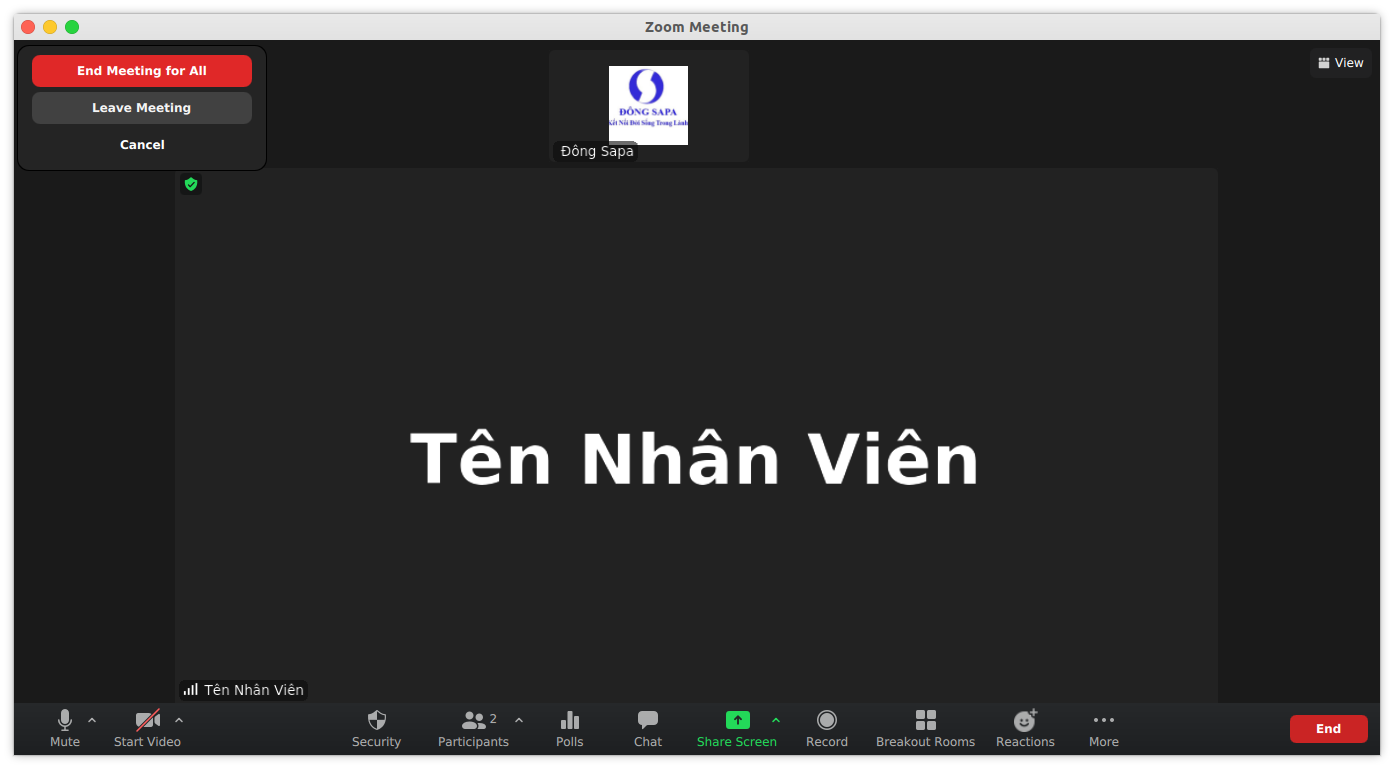 Zoom Meeting
End Meeting for All
Leave Meeting
Cancel
View
ĐÔNG SAPA
Kết Nối Đời Sống Trong Lành
Đông Sapa
Tên Nhân Viên
Tên Nhân Viên
Mute
Start Video
Security
2
Participants
Polls
Chat
Share Screen
Record
Breakout Rooms
Reactions
More
End